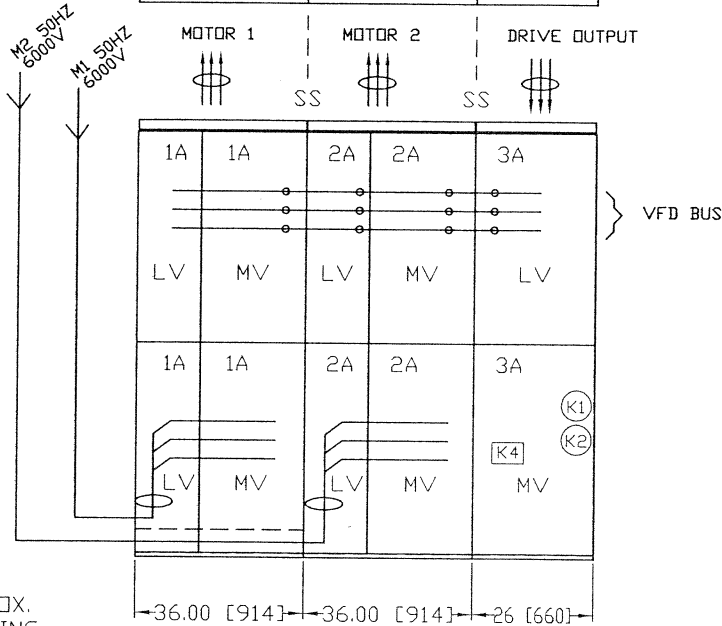 M2 50HZ
6000V
M1 50HZ
6000V
MOTOR 1
MOTOR 2
DRIVE OUTPUT
SS
SS
1A
1A
2A
2A
3A
VFD BUS
LV
MV
LV
MV
LV
1A
1A
2A
2A
3A
K1
K2
K4
LV
MV
LV
MV
MV
OX.
ING
36.00 [914]
36.00 [914]
26 [660]